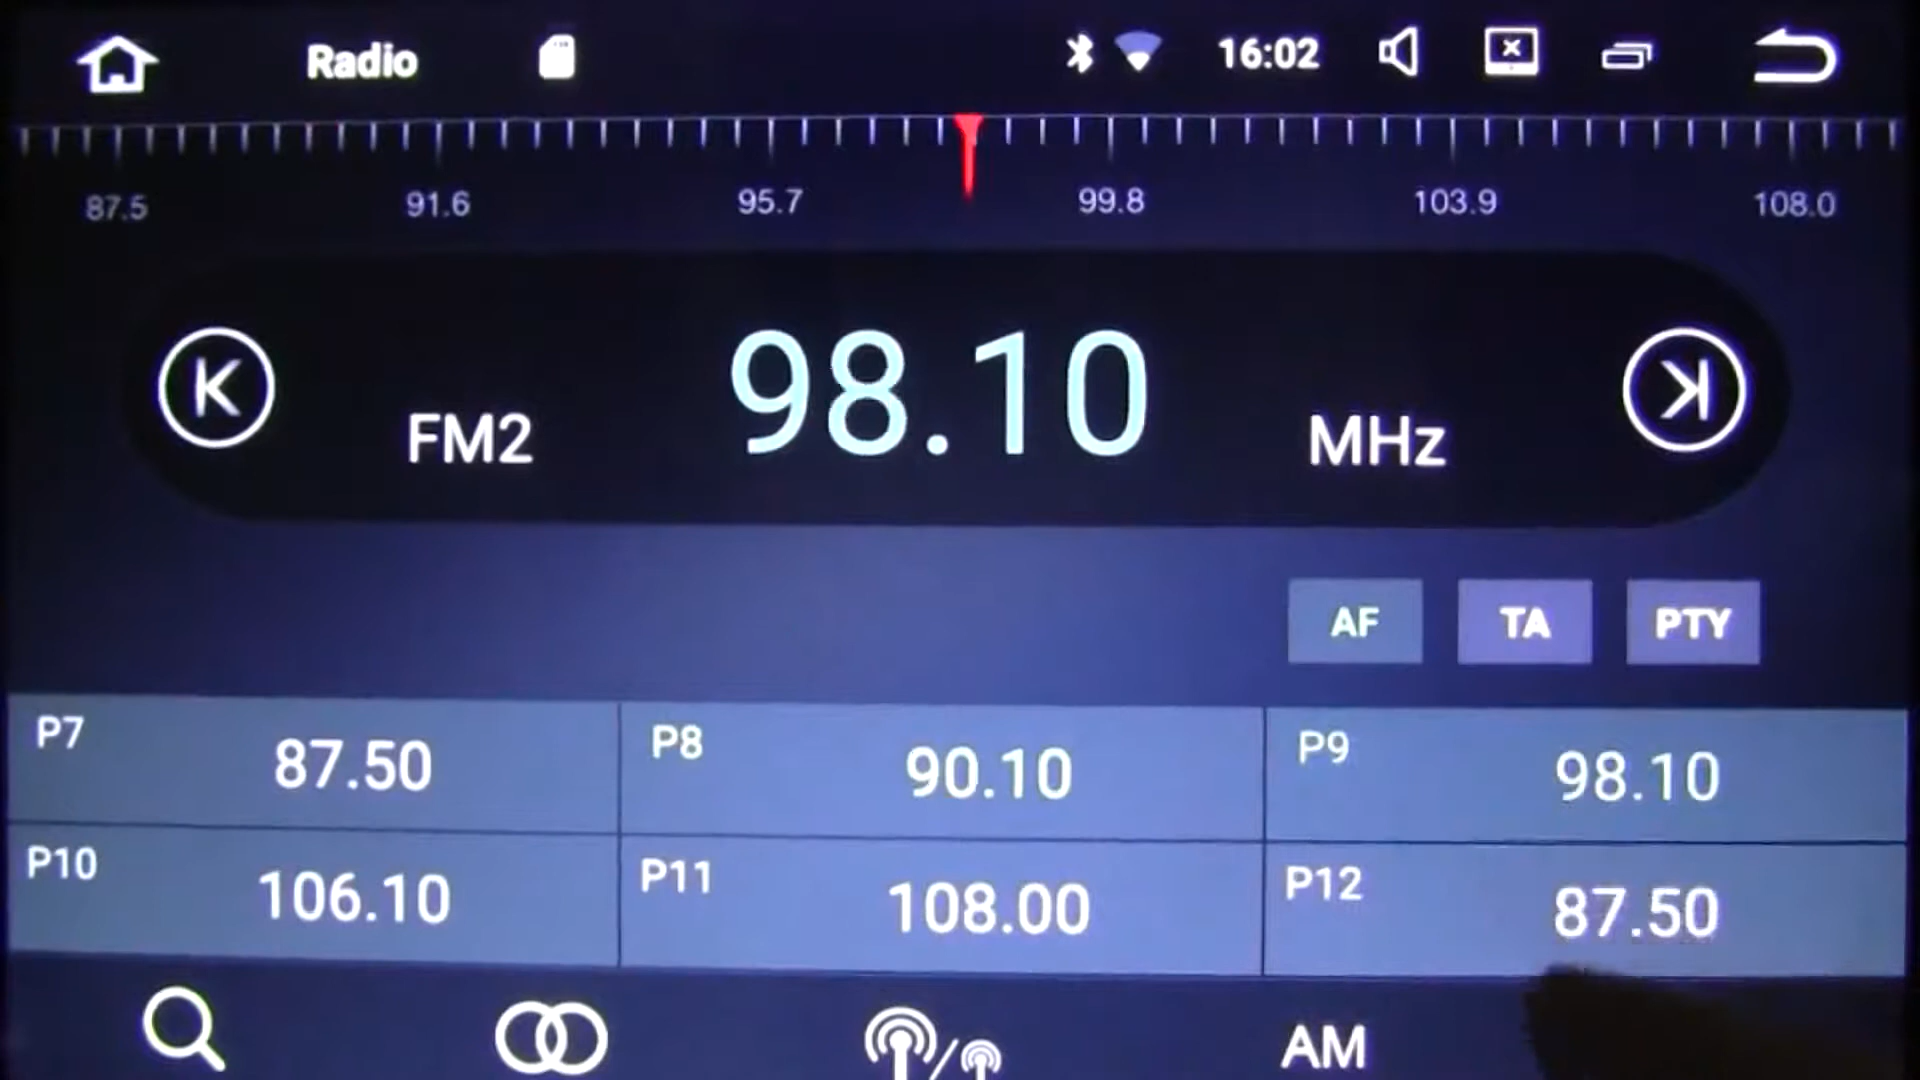 Radio
16:02
87.5 91.6 95.7 99.8 103.9 108.0
FM2 98.10 MHz
AF TA PTY
P7 87.50 P8 90.10 P9 98.10
P10 106.10 P11 108.00 P12 87.50
AM